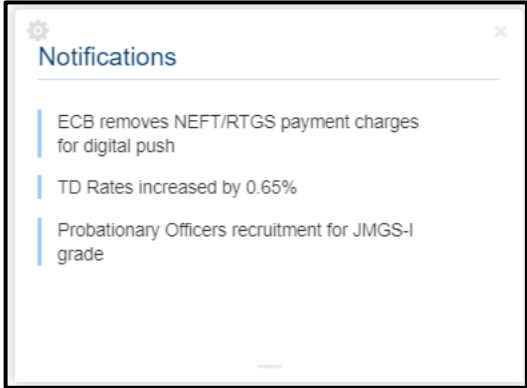 Notifications
ECB removes NEFT/RTGS payment charges
for digital push
TD Rates increased by 0.65%
Probationary Officers recruitment for JMGS-I
grade